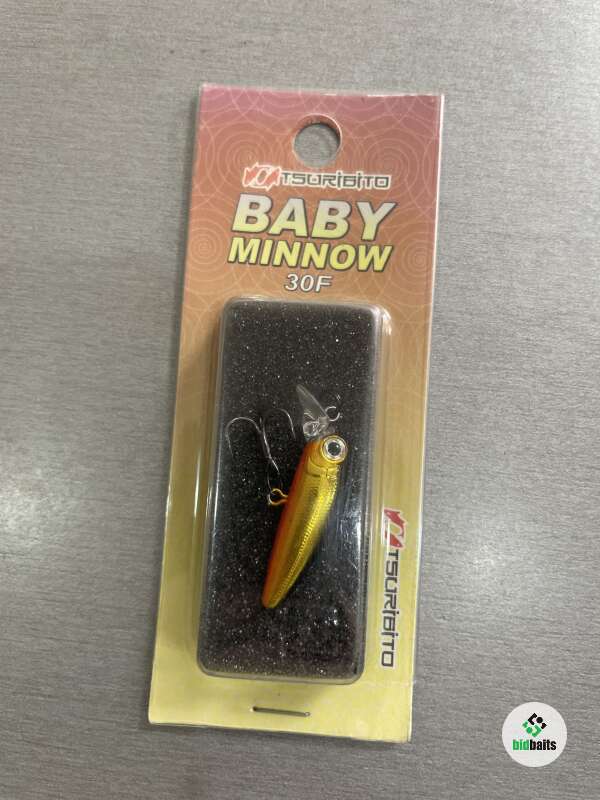 TSURIBITO
BABY
MINNOW
30F
TSURIBITO
bidbaits